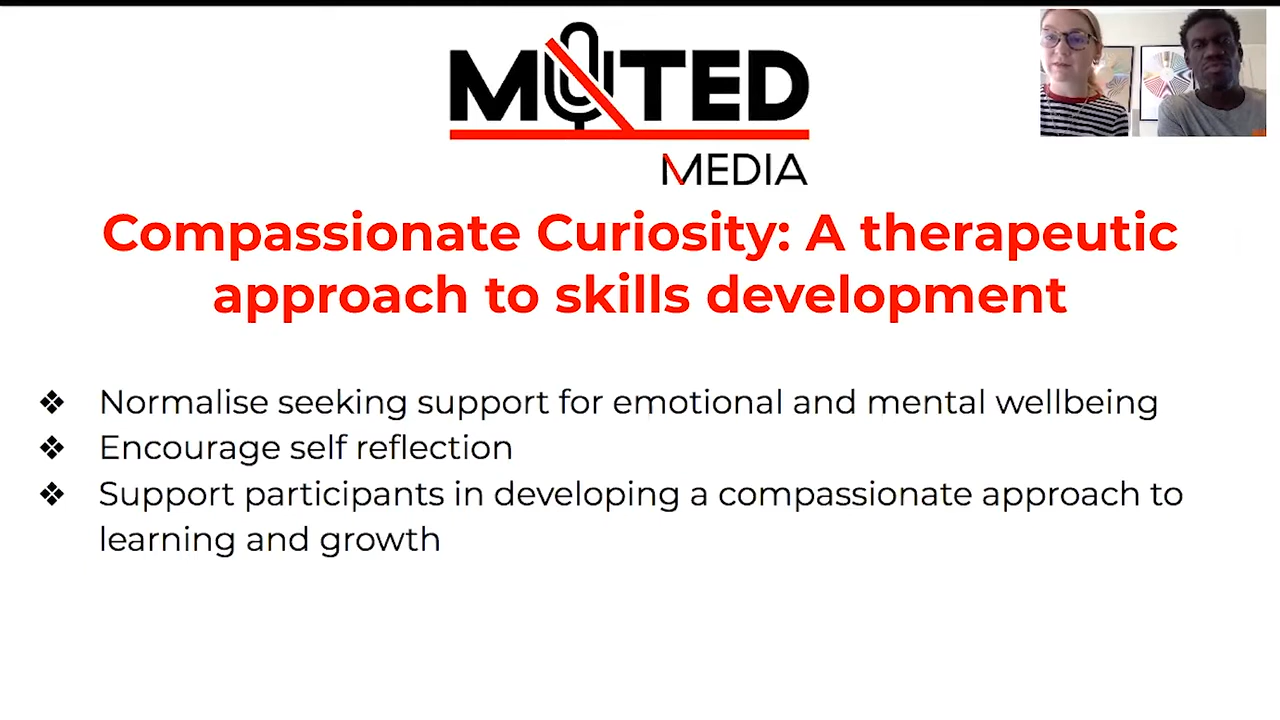 MUTED
MEDIA
Compassionate Curiosity: A therapeutic
approach to skills development
❖ Normalise seeking support for emotional and mental wellbeing
❖ Encourage self reflection
❖ Support participants in developing a compassionate approach to
learning and growth